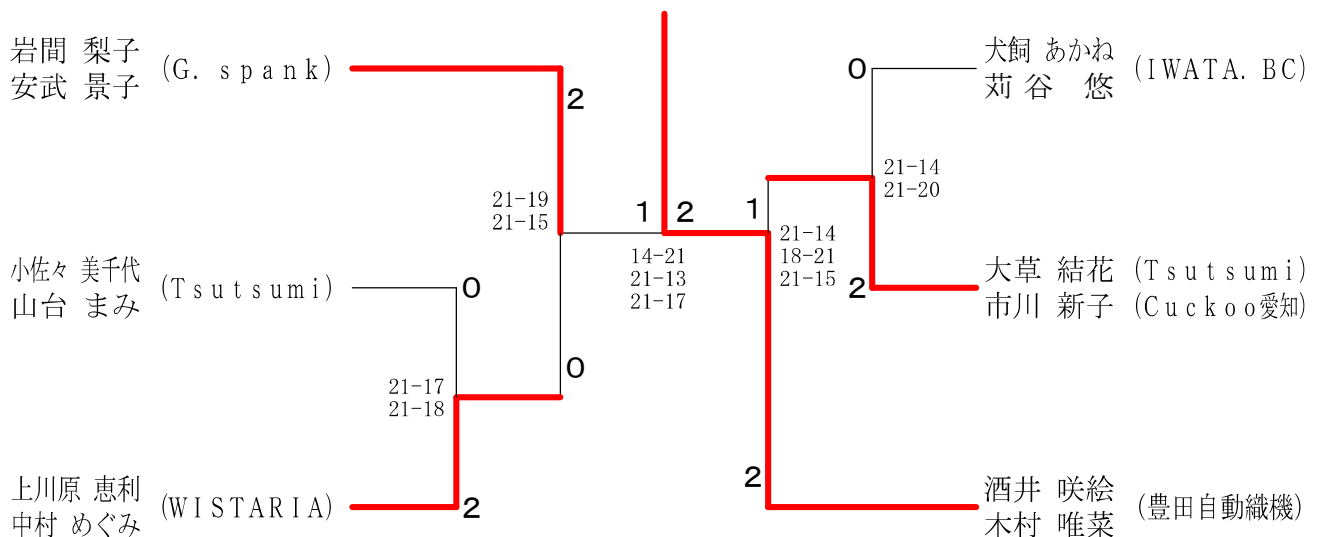 岩間 梨子
安武 景子
(G. spank)
2
小佐々 美千代
山台 まみ
(Tsutsumi)
0
21-19
21-15
0
21-17
21-18
上川原 恵利
中村 めぐみ
(WISTARIA)
2
1 2
14-21
21-13
21-17
犬飼 あかね
苅谷 悠
(IWATA. BC)
0
21-14
21-20
1
21-14
18-21
21-15
大草 結花 (Tsutsumi)
市川 新子 (Cuckoo愛知)
2
2
酒井 咲絵
木村 唯菜
(豊田自動織機)